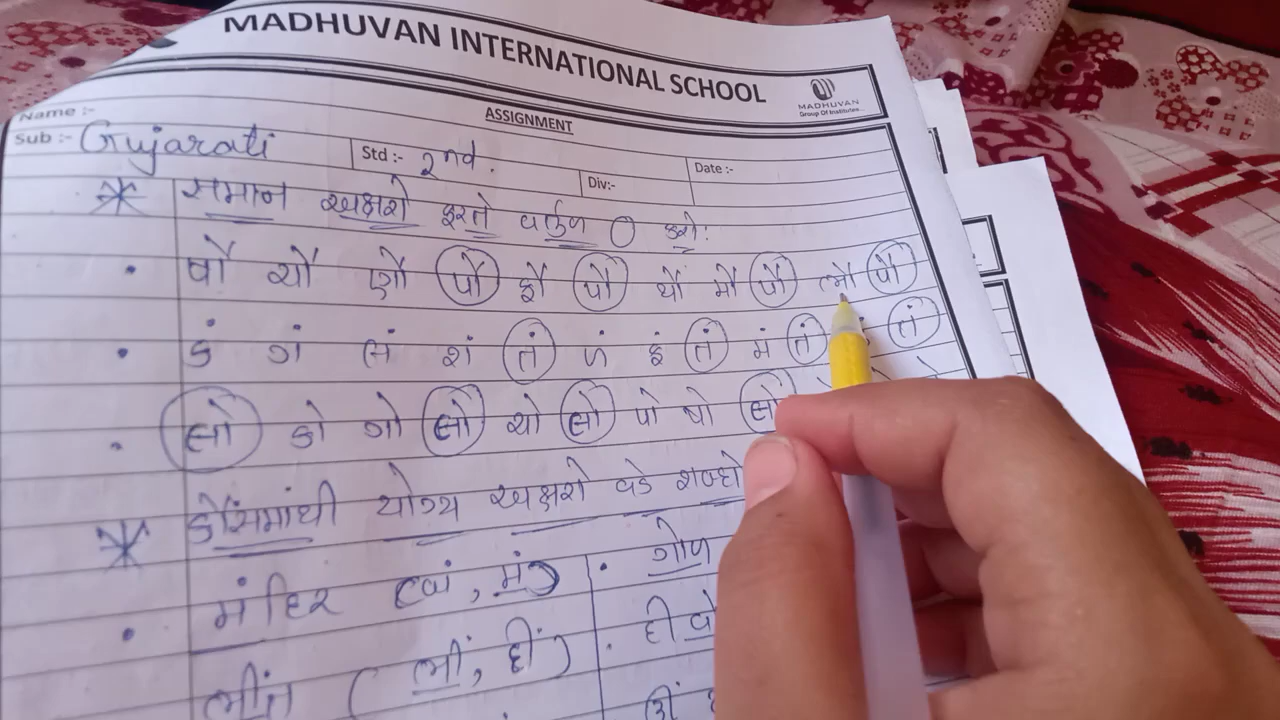 MADHUVAN INTERNATIONAL SCHOOL
MADHUVAN
Group Of Institutes
ASSIGNMENT
Name :-
Sub :- Gujarati Std :- 2nd. Div:- Date :-
* સમાન અક્ષરો ફરતે વર્તુળ O કરો:
• ષૌ યૌ ણૌ પૌ ફૌ પૌ થૌ મૌ પૌ ભૌ પૌ
• કં ગં ભં શં તં ળં ઇં તં મં તં તં
• લો કો ગો લો યો લો પો ષો લો
* કૌંસમાંથી યોગ્ય અક્ષરો વડે શબ્દો
• મંદિર (વં, મં) • ગોળ
ભીંત (ભીં, દીં) • દી વો